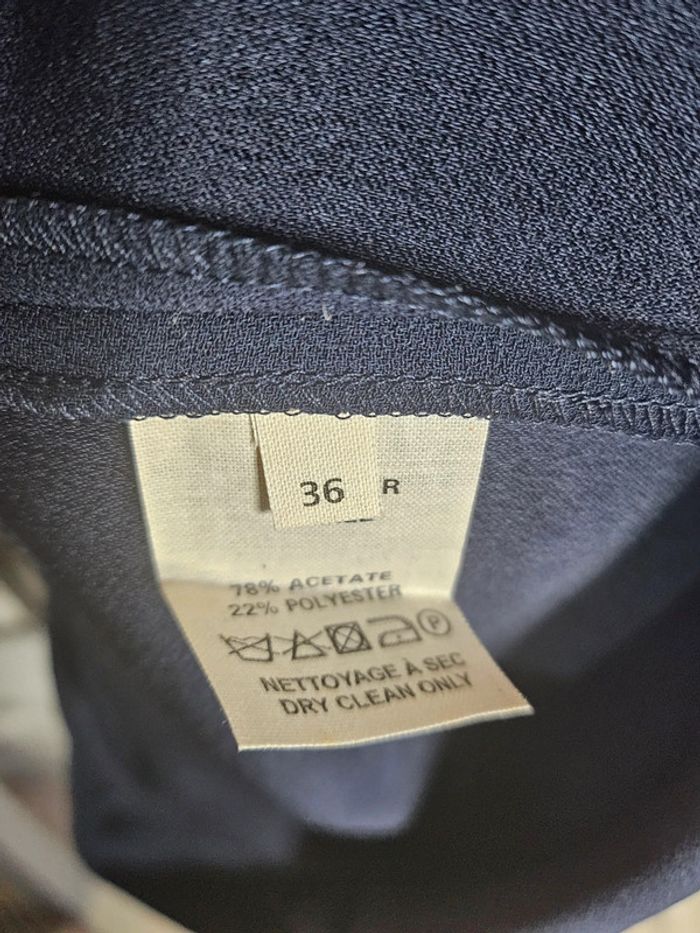 36 R
78% ACETATE
22% POLYESTER
P
NETTOYAGE À SEC
DRY CLEAN ONLY